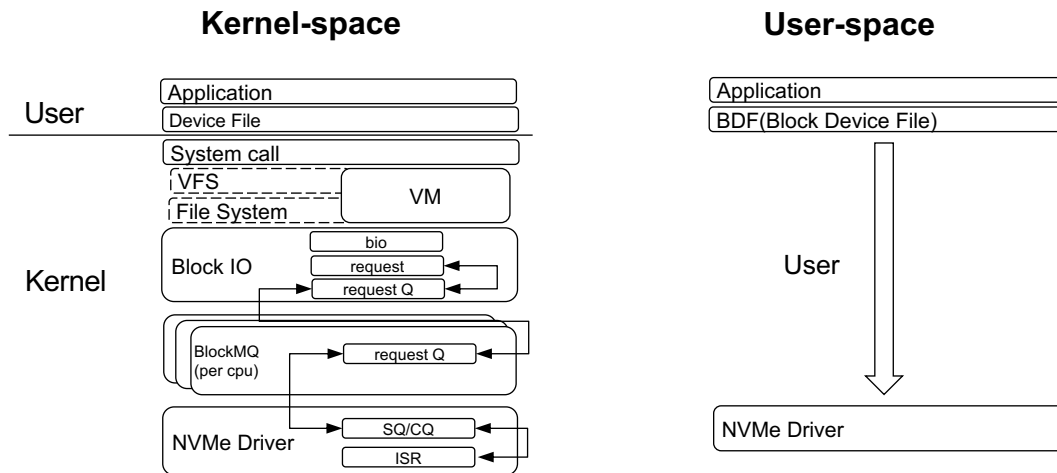 Kernel-space
User
Application
Device File
System call
VFS
VM
File System
Kernel
Block IO
bio
request
request Q
BlockMQ
(per cpu)
request Q
NVMe Driver
SQ/CQ
ISR
User-space
Application
BDF(Block Device File)
User
NVMe Driver